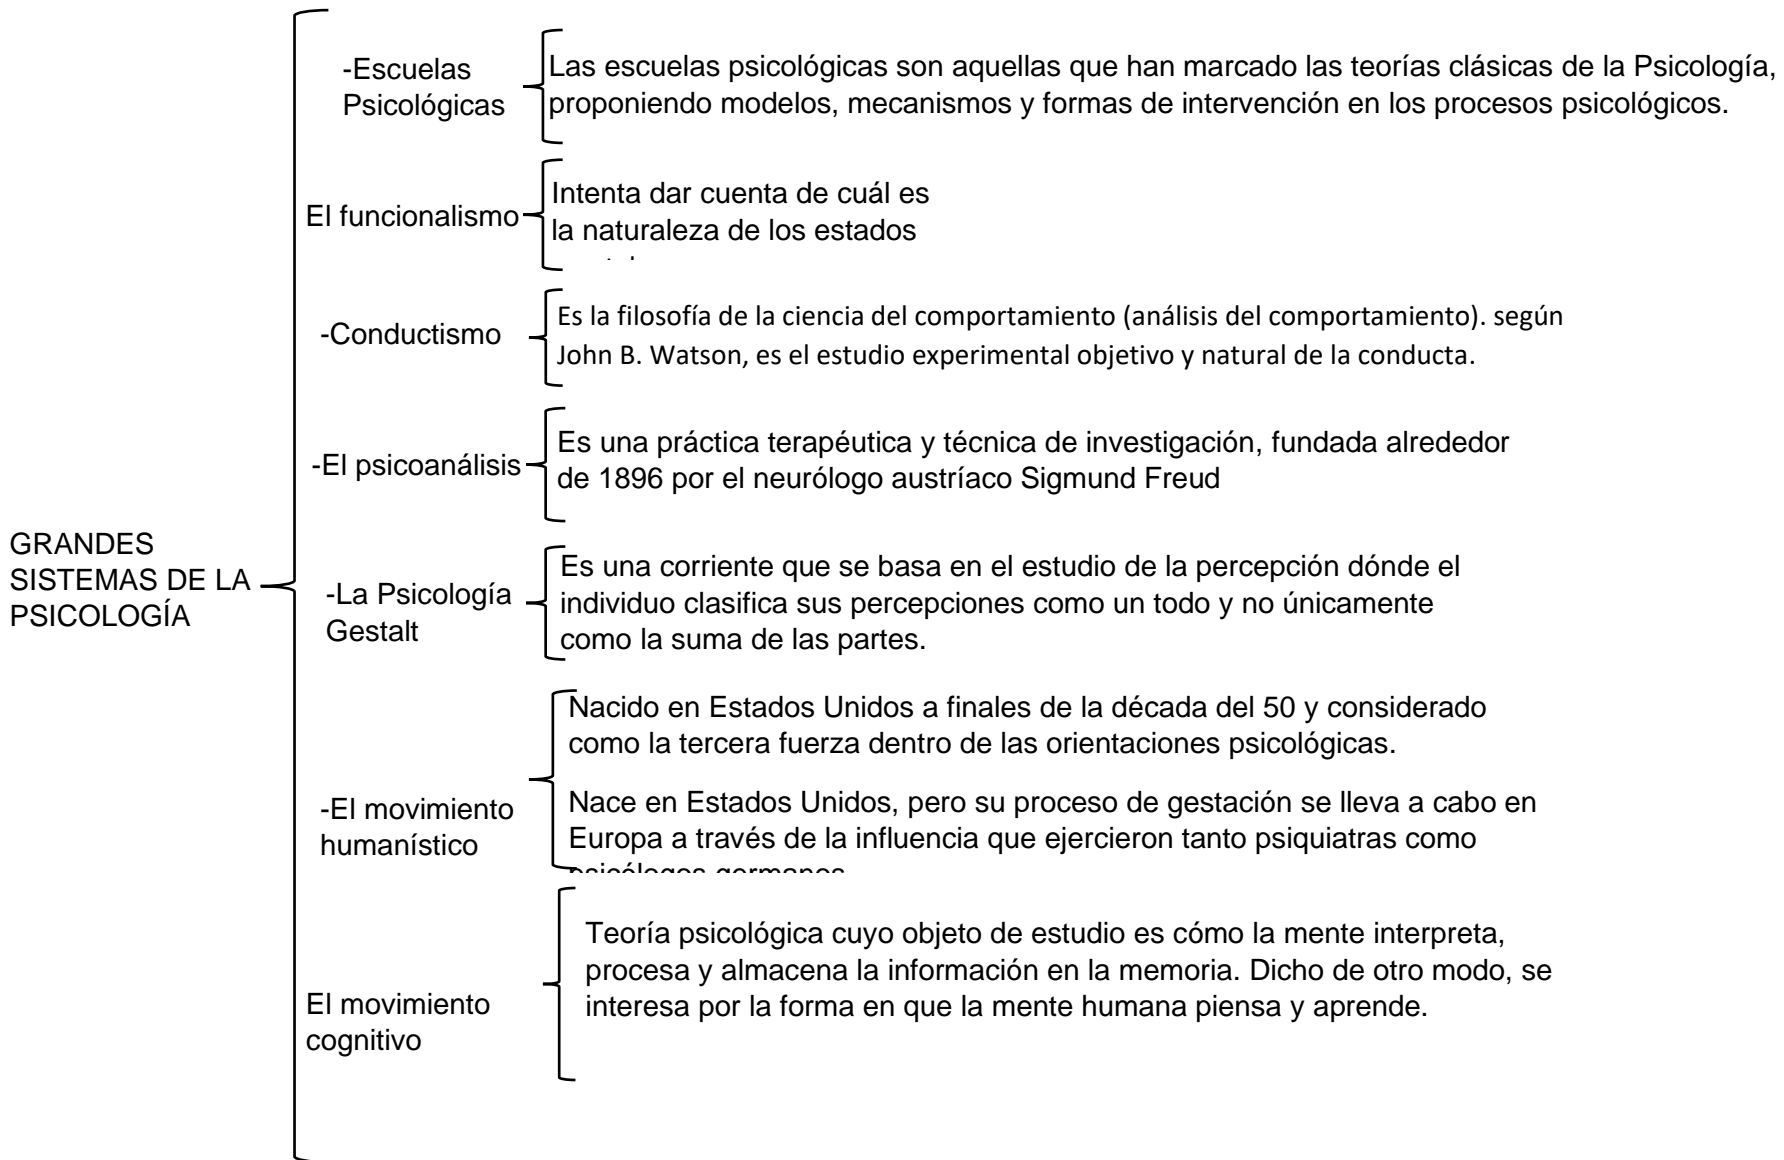 GRANDES
SISTEMAS DE LA
PSICOLOGÍA
-Escuelas
Psicológicas
Las escuelas psicológicas son aquellas que han marcado las teorías clásicas de la Psicología,
proponiendo modelos, mecanismos y formas de intervención en los procesos psicológicos.
El funcionalismo
Intenta dar cuenta de cuál es
la naturaleza de los estados
-Conductismo
Es la filosofía de la ciencia del comportamiento (análisis del comportamiento). según
John B. Watson, es el estudio experimental objetivo y natural de la conducta.
-El psicoanálisis
Es una práctica terapéutica y técnica de investigación, fundada alrededor
de 1896 por el neurólogo austríaco Sigmund Freud
-La Psicología
Gestalt
Es una corriente que se basa en el estudio de la percepción dónde el
individuo clasifica sus percepciones como un todo y no únicamente
como la suma de las partes.
-El movimiento
humanístico
Nacido en Estados Unidos a finales de la década del 50 y considerado
como la tercera fuerza dentro de las orientaciones psicológicas.
Nace en Estados Unidos, pero su proceso de gestación se lleva a cabo en
Europa a través de la influencia que ejercieron tanto psiquiatras como
psicólogos germanos
El movimiento
cognitivo
Teoría psicológica cuyo objeto de estudio es cómo la mente interpreta,
procesa y almacena la información en la memoria. Dicho de otro modo, se
interesa por la forma en que la mente humana piensa y aprende.